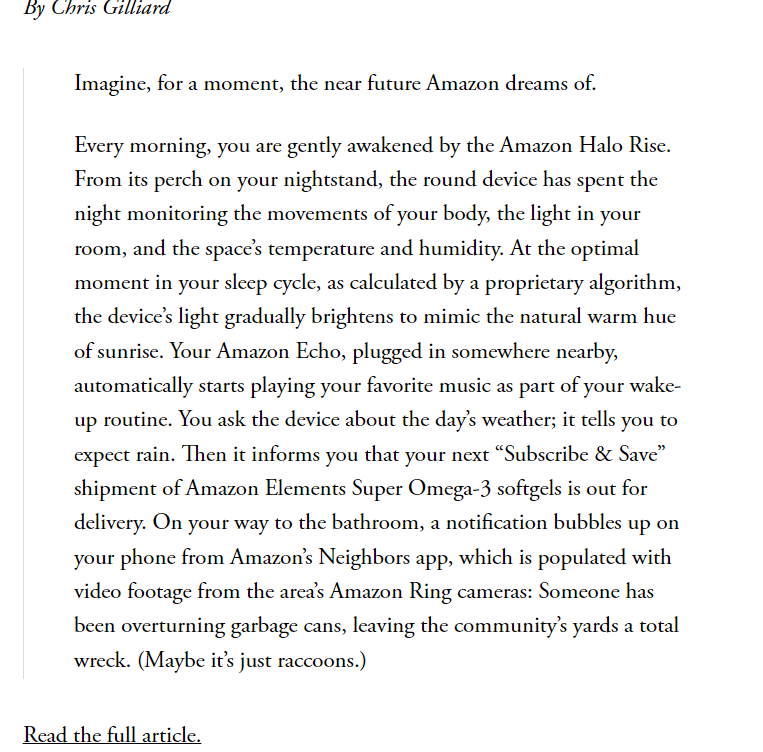 By Chris Gilliard
Imagine, for a moment, the near future Amazon dreams of.
Every morning, you are gently awakened by the Amazon Halo Rise.
From its perch on your nightstand, the round device has spent the
night monitoring the movements of your body, the light in your
room, and the space’s temperature and humidity. At the optimal
moment in your sleep cycle, as calculated by a proprietary algorithm,
the device’s light gradually brightens to mimic the natural warm hue
of sunrise. Your Amazon Echo, plugged in somewhere nearby,
automatically starts playing your favorite music as part of your wake-
up routine. You ask the device about the day’s weather; it tells you to
expect rain. Then it informs you that your next “Subscribe & Save”
shipment of Amazon Elements Super Omega-3 softgels is out for
delivery. On your way to the bathroom, a notification bubbles up on
your phone from Amazon’s Neighbors app, which is populated with
video footage from the area’s Amazon Ring cameras: Someone has
been overturning garbage cans, leaving the community’s yards a total
wreck. (Maybe it’s just raccoons.)
Read the full article.